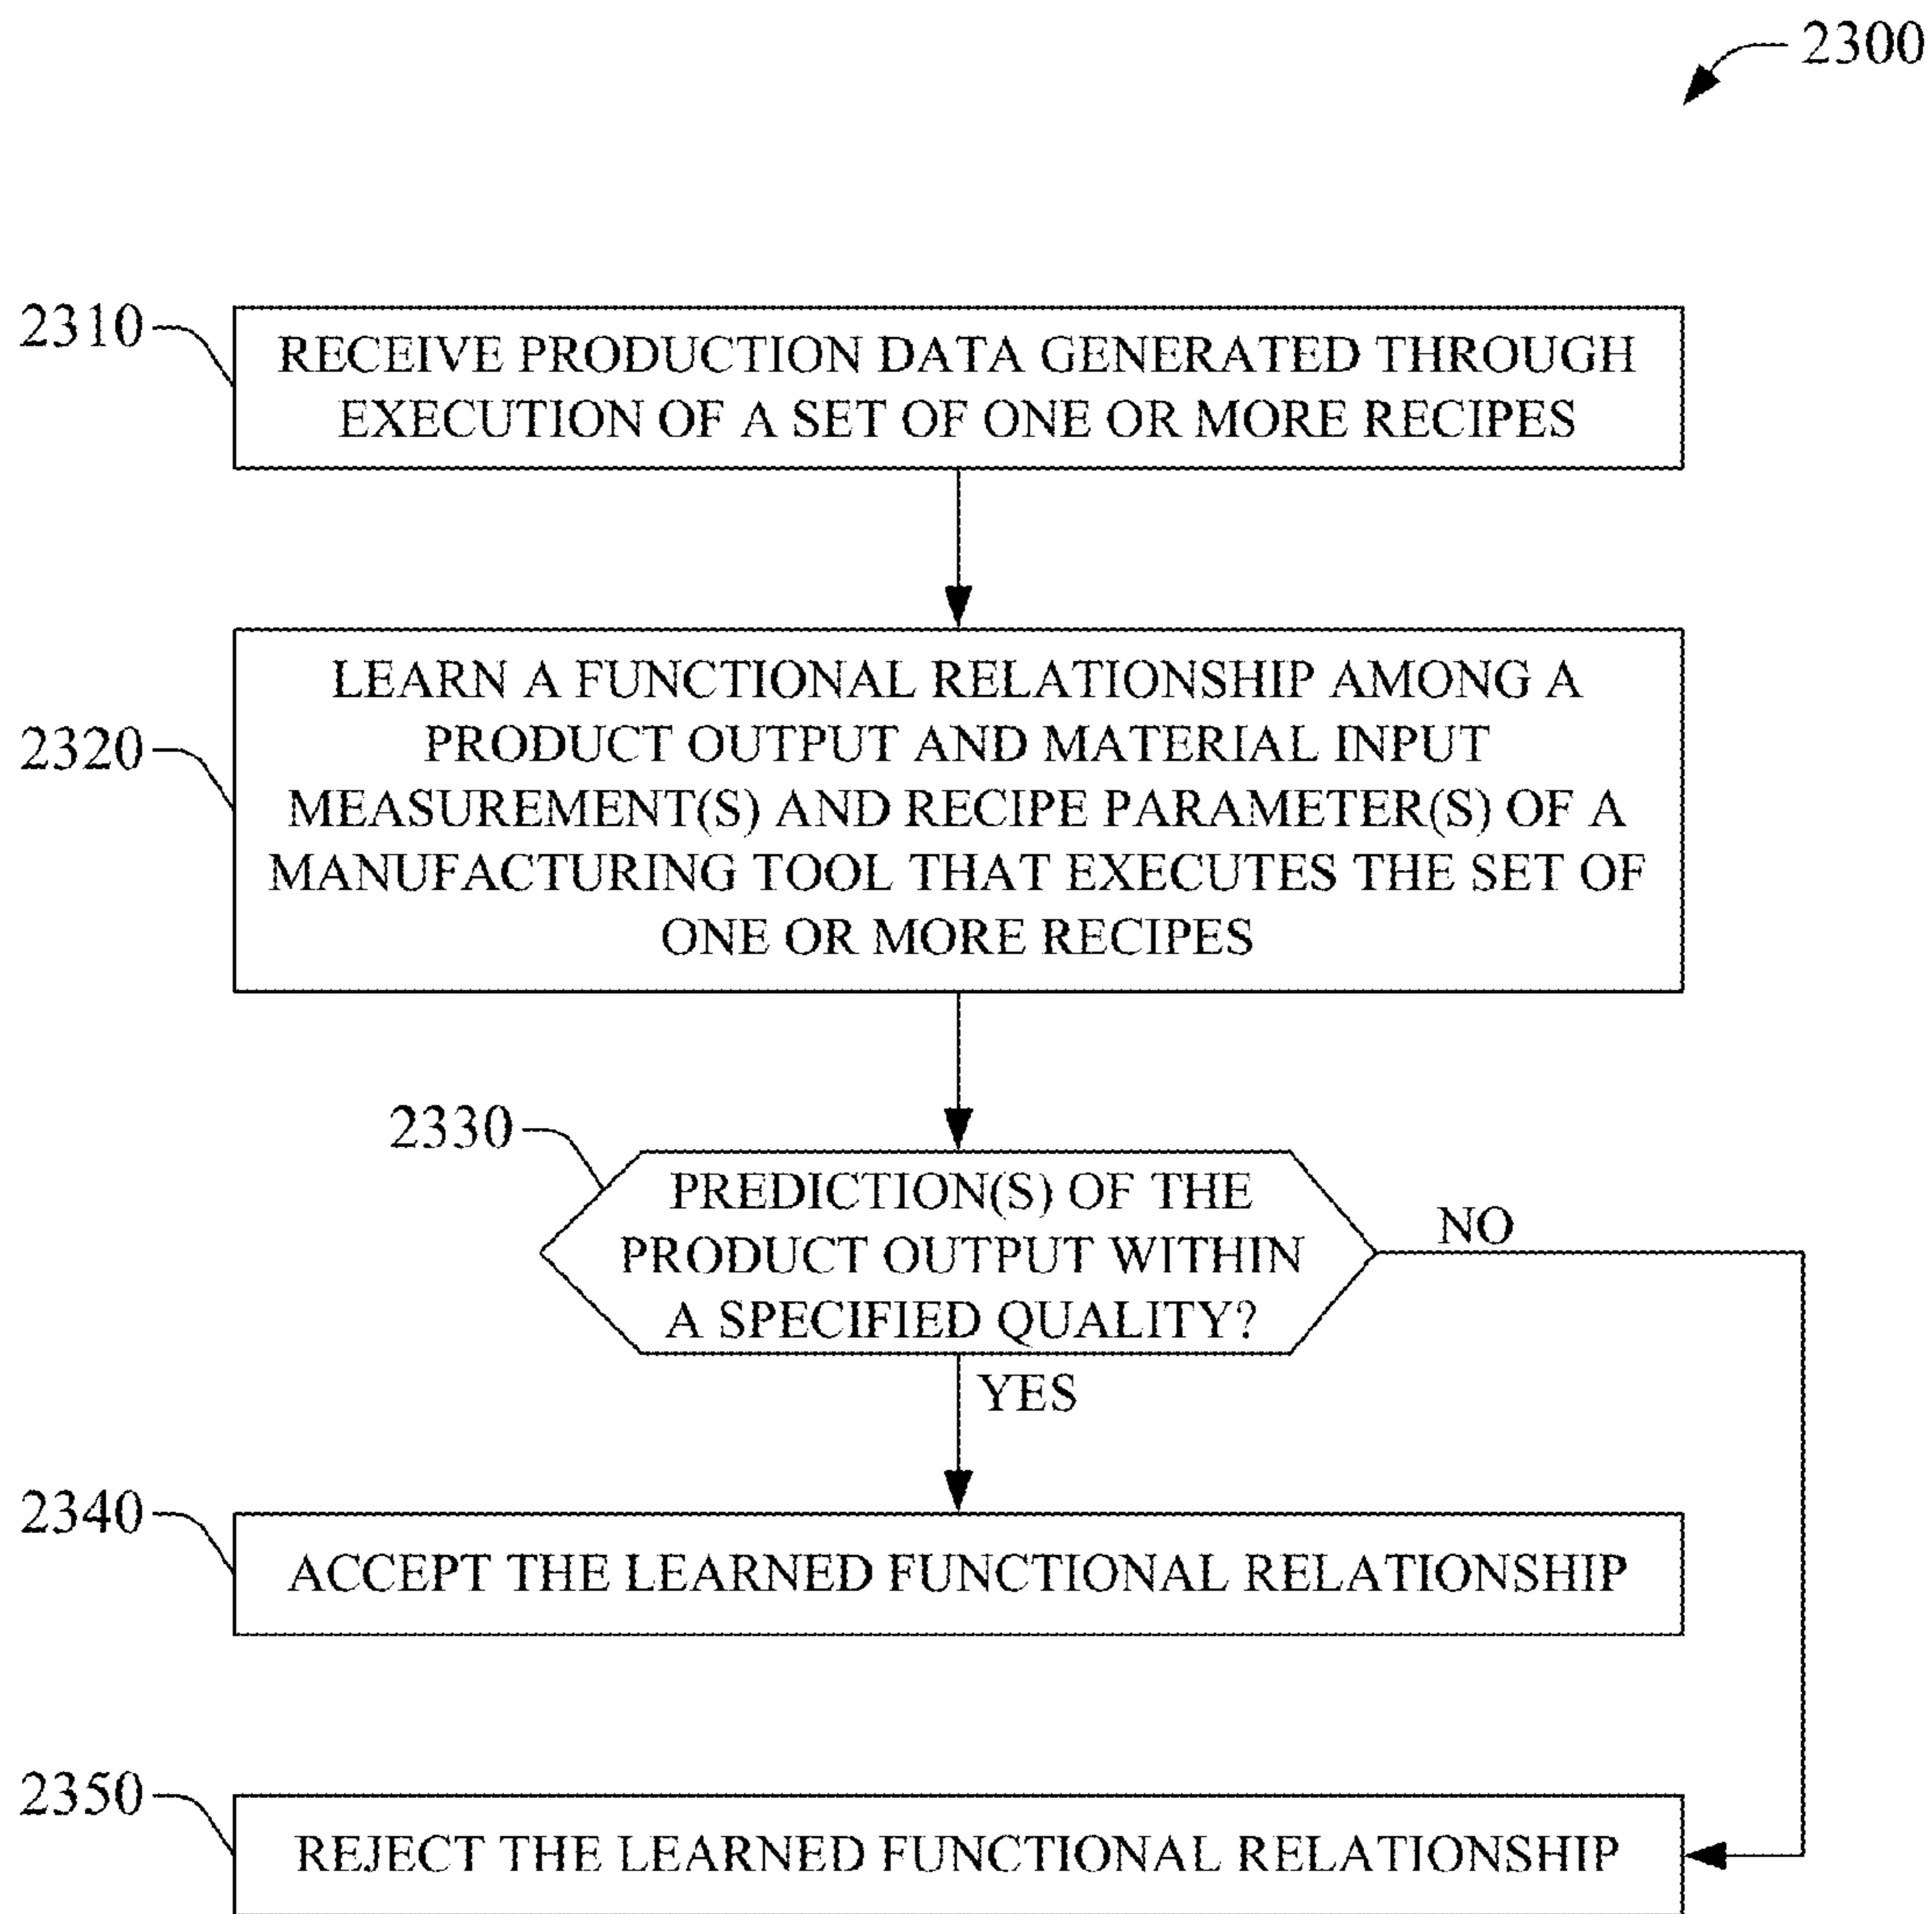 2300
2310
RECEIVE PRODUCTION DATA GENERATED THROUGH
EXECUTION OF A SET OF ONE OR MORE RECIPES
2320
LEARN A FUNCTIONAL RELATIONSHIP AMONG A
PRODUCT OUTPUT AND MATERIAL INPUT
MEASUREMENT(S) AND RECIPE PARAMETER(S) OF A
MANUFACTURING TOOL THAT EXECUTES THE SET OF
ONE OR MORE RECIPES
2330
PREDICTION(S) OF THE
PRODUCT OUTPUT WITHIN
A SPECIFIED QUALITY?
NO
YES
2340
ACCEPT THE LEARNED FUNCTIONAL RELATIONSHIP
2350
REJECT THE LEARNED FUNCTIONAL RELATIONSHIP